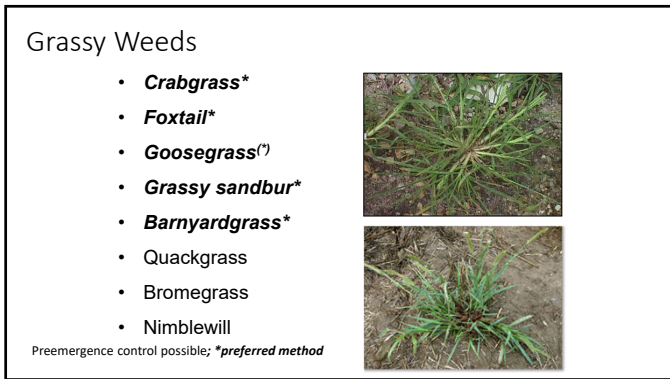 Grassy Weeds
• Crabgrass*
• Foxtail*
• Goosegrass(*)
• Grassy sandbur*
• Barnyardgrass*
• Quackgrass
• Bromegrass
• Nimblewill
Preemergence control possible; *preferred method